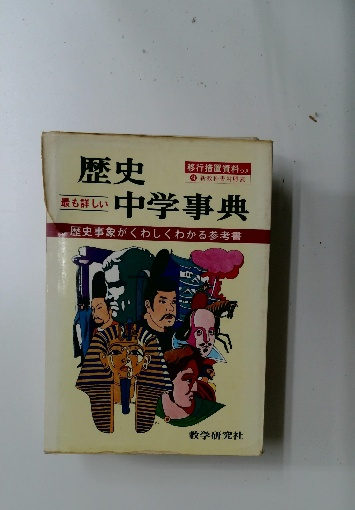 歴史
移行措置資料つき
最も詳しい 中学事典
歴史事象がくわしくわかる参考書
教学研究社